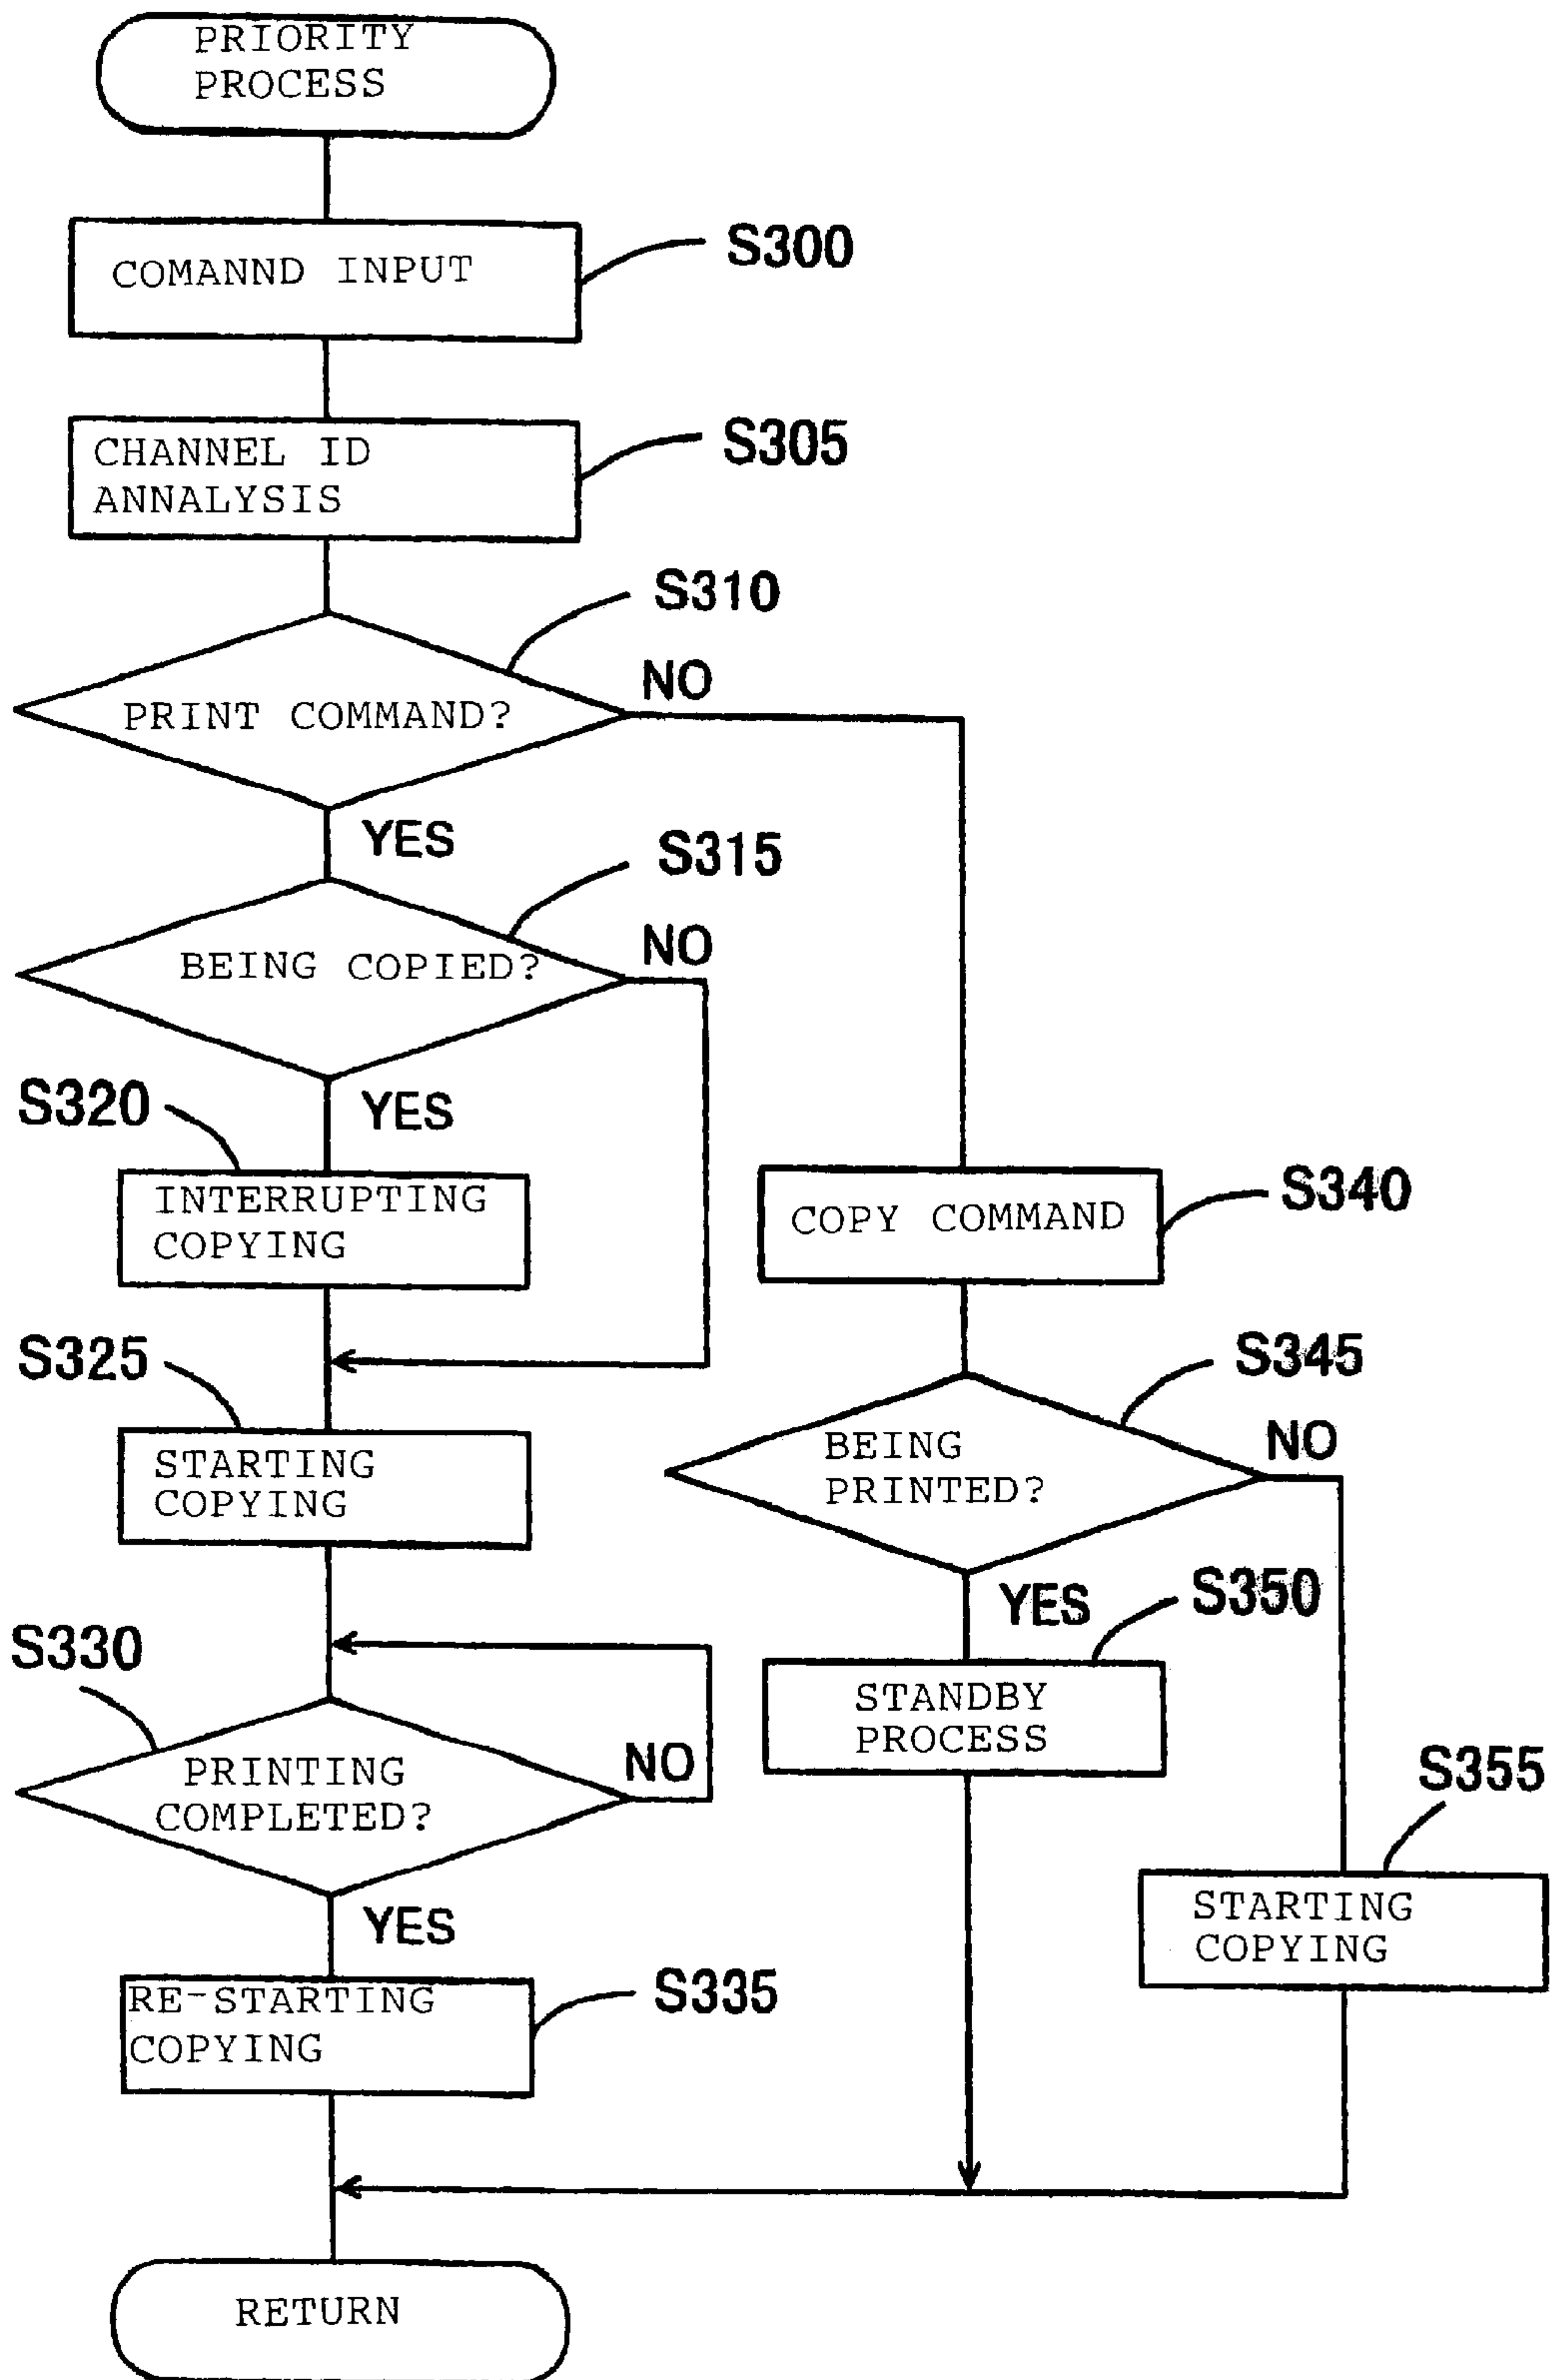 PRIORITY
PROCESS
COMANND INPUT
S300
CHANNEL ID
ANNALYSIS
S305
S310
PRINT COMMAND?
NO
YES
S315
BEING COPIED?
NO
YES
S320
INTERRUPTING
COPYING
S325
STARTING
COPYING
S330
PRINTING
COMPLETED?
NO
YES
RE-STARTING
COPYING
S335
COPY COMMAND
S340
S345
BEING
PRINTED?
NO
YES
S350
STANDBY
PROCESS
S355
STARTING
COPYING
RETURN